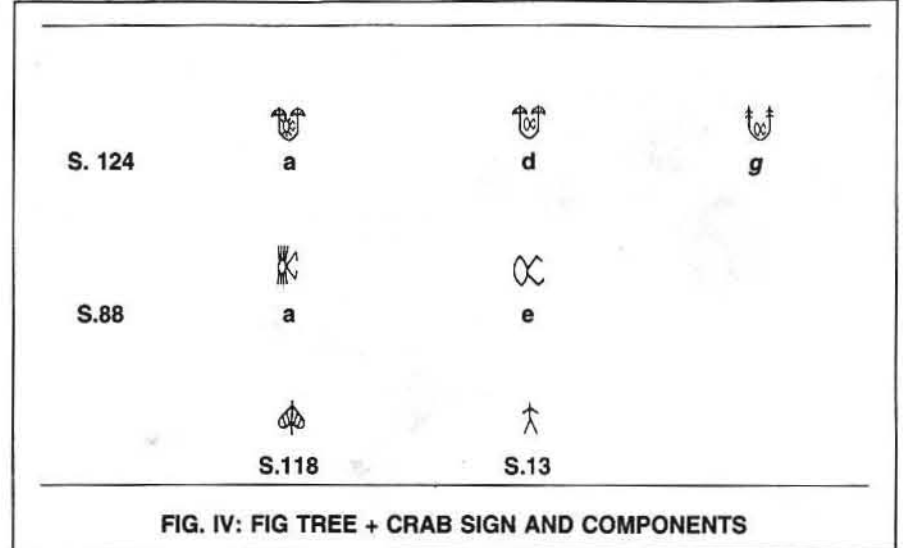 S. 124 a d g
S.88 a e
S.118 S.13
FIG. IV: FIG TREE + CRAB SIGN AND COMPONENTS